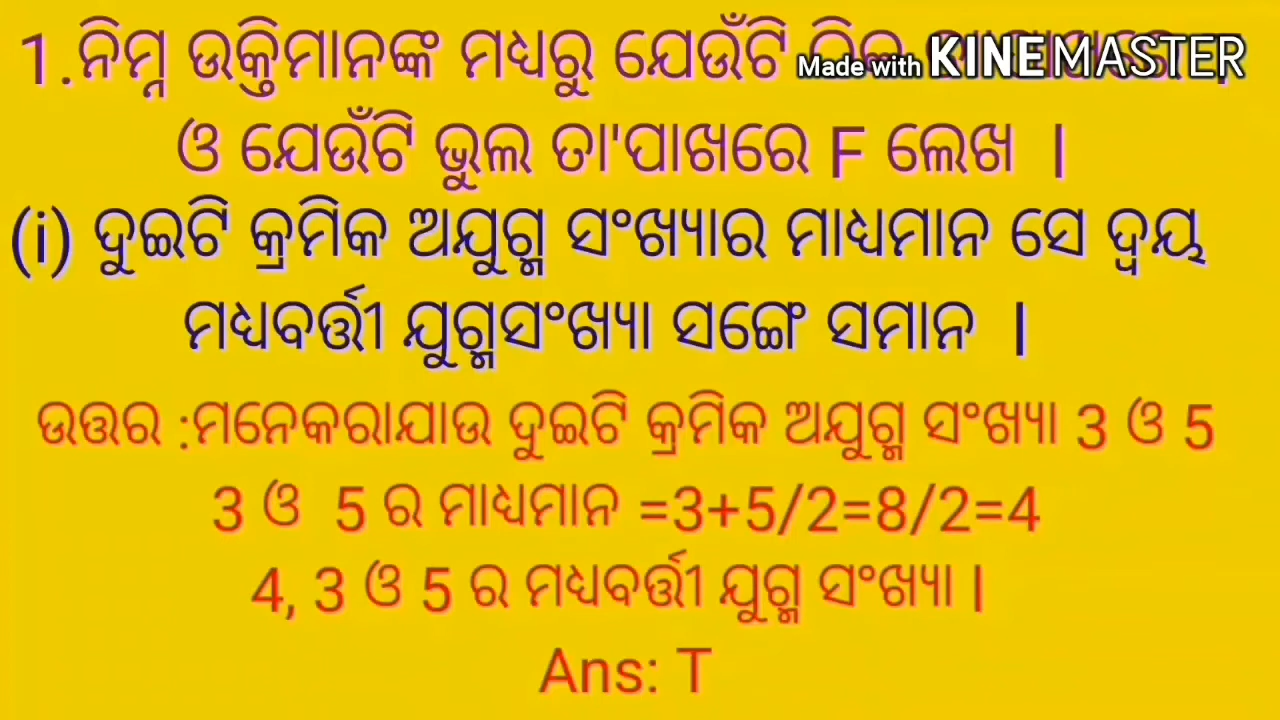 1.ନିମ୍ନ ଉକ୍ତିମାନଙ୍କ ମଧ୍ୟରୁ ଯେଉଁଟି
Made with KINEMASTER
ଓ ଯେଉଁଟି ଭୁଲ ତା'ପାଖରେ F ଲେଖ ।
(i) ଦୁଇଟି କ୍ରମିକ ଅଯୁଗ୍ମ ସଂଖ୍ୟାର ମାଧ୍ୟମାନ ସେ ଦ୍ୱୟ
ମଧ୍ୟବର୍ତ୍ତୀ ଯୁଗ୍ମସଂଖ୍ୟା ସଙ୍ଗେ ସମାନ ।
ଉତ୍ତର :ମନେକରାଯାଉ ଦୁଇଟି କ୍ରମିକ ଅଯୁଗ୍ମ ସଂଖ୍ୟା 3 ଓ 5
3 ଓ 5 ର ମାଧ୍ୟମାନ =3+5/2=8/2=4
4, 3 ଓ 5 ର ମଧ୍ୟବର୍ତ୍ତୀ ଯୁଗ୍ମ ସଂଖ୍ୟା।
Ans: T